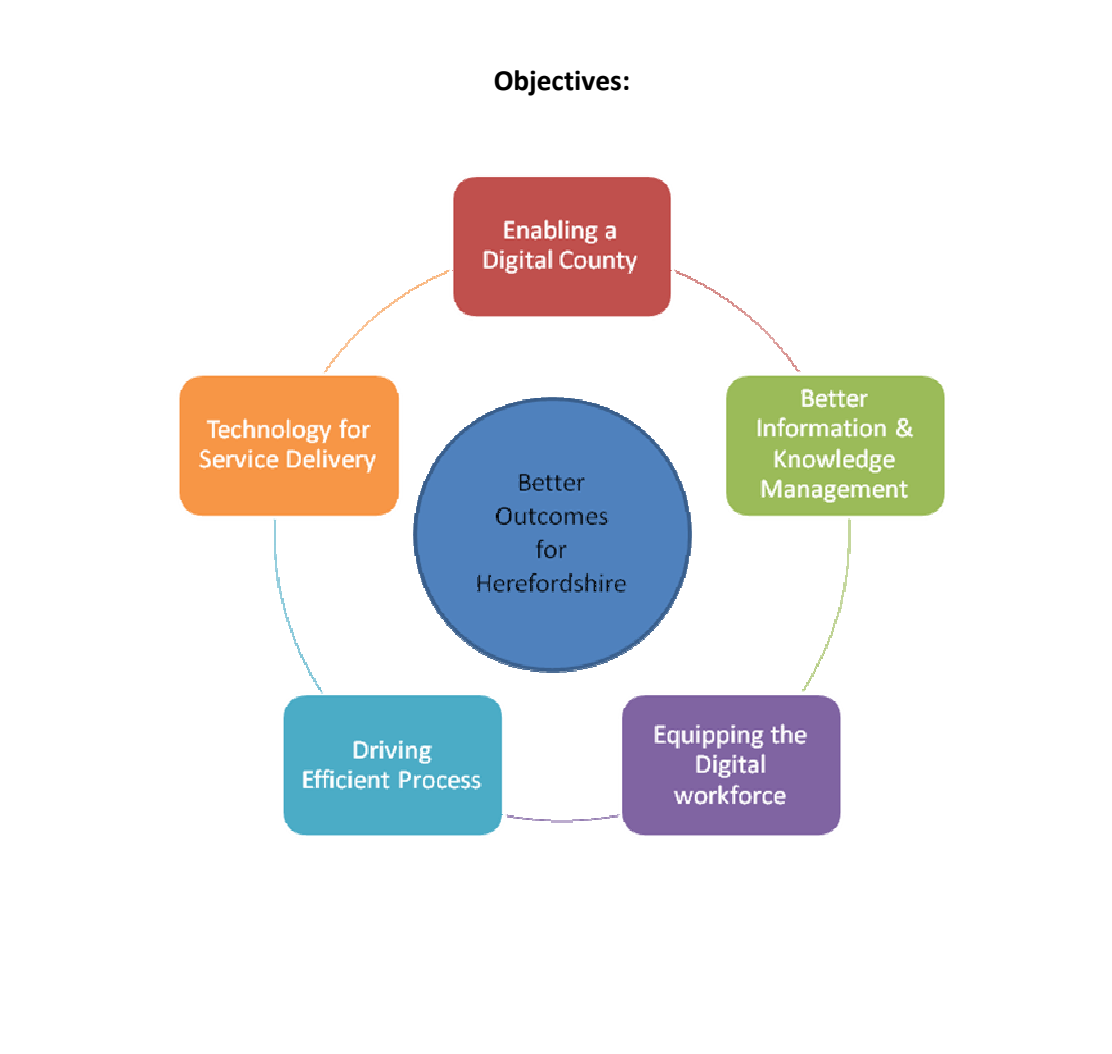 Objectives:
Enabling a
Digital County
Better
Information &
Knowledge
Management
Equipping the
Digital
workforce
Driving
Efficient Process
Technology for
Service Delivery
Better
Outcomes
for
Herefordshire